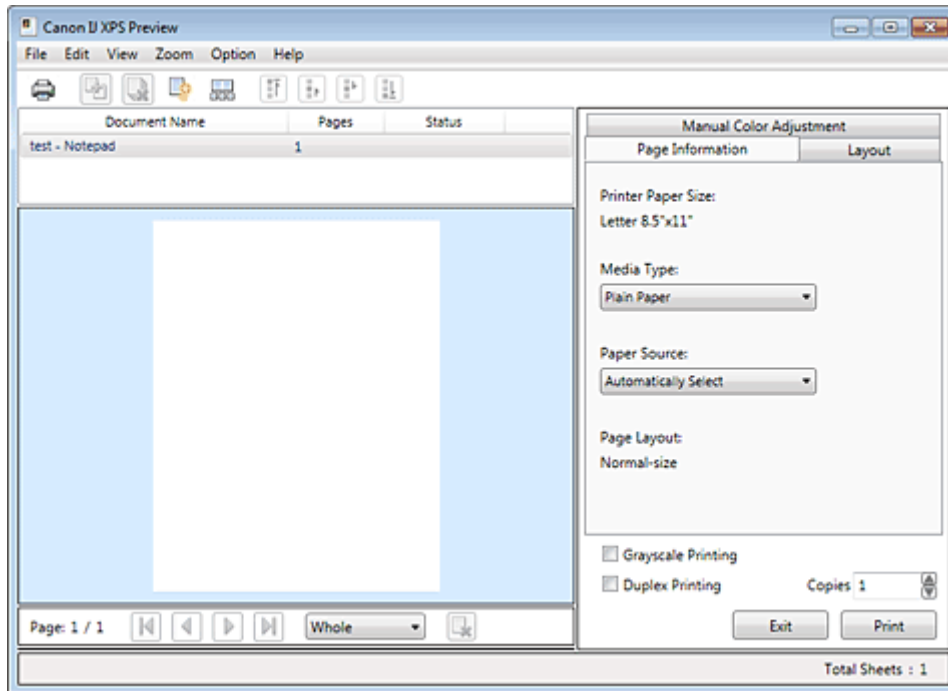 Canon IJ XPS Preview
File Edit View Zoom Option Help
Document Name Pages Status
test - Notepad 1
Manual Color Adjustment
Page Information Layout
Printer Paper Size:
Letter 8.5"x11"
Media Type:
Plain Paper
Paper Source:
Automatically Select
Page Layout:
Normal-size
Grayscale Printing
Duplex Printing Copies 1
Page: 1 / 1 Whole Exit Print
Total Sheets : 1